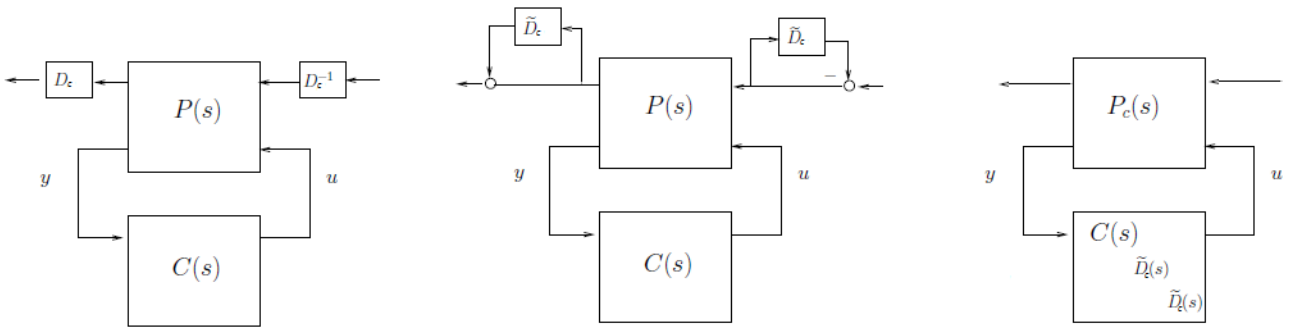 D_c
P(s)
D_c^{-1}
y
u
C(s)
D̃_c
D̃_c
−
P(s)
y
u
C(s)
P_c(s)
y
u
C(s)
D̃_c(s)
D̃_c(s)